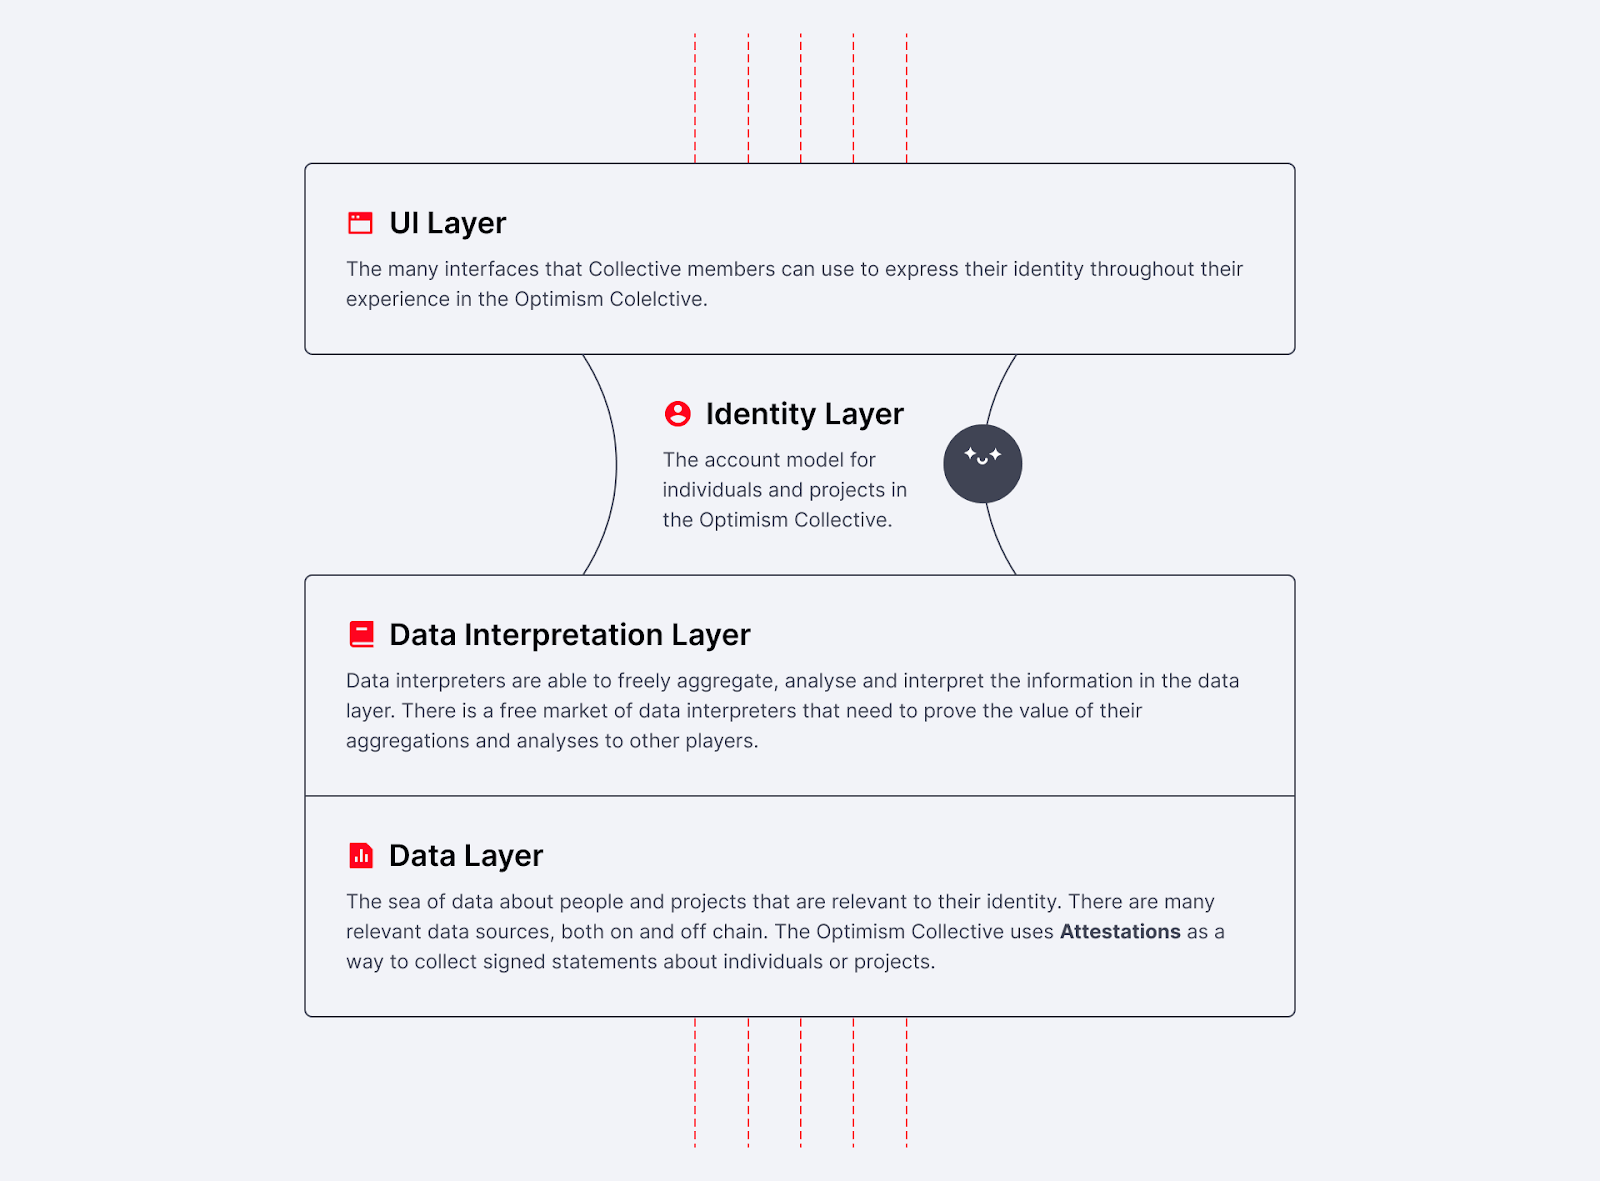 UI Layer
The many interfaces that Collective members can use to express their identity throughout their
experience in the Optimism Colelctive.
Identity Layer
The account model for
individuals and projects in
the Optimism Collective.
Data Interpretation Layer
Data interpreters are able to freely aggregate, analyse and interpret the information in the data
layer. There is a free market of data interpreters that need to prove the value of their
aggregations and analyses to other players.
Data Layer
The sea of data about people and projects that are relevant to their identity. There are many
relevant data sources, both on and off chain. The Optimism Collective uses Attestations as a
way to collect signed statements about individuals or projects.